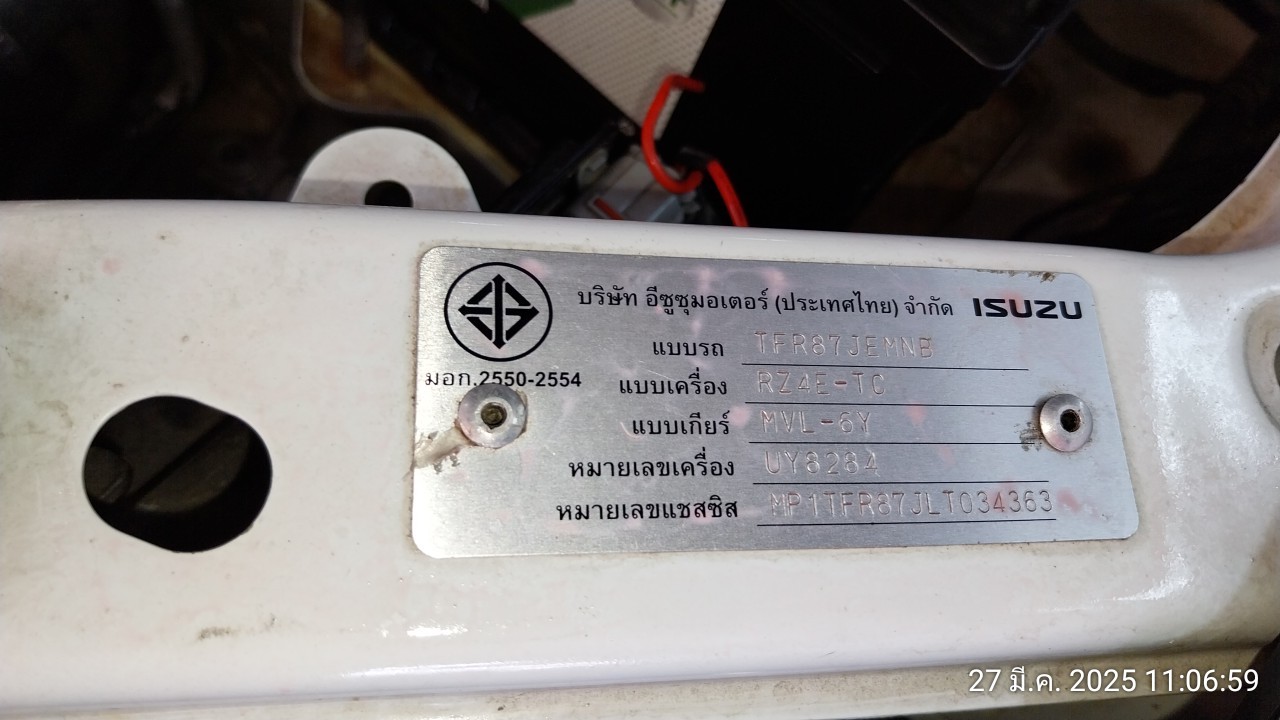 บริษัท อีซูซุมอเตอร์ (ประเทศไทย) จำกัด ISUZU
มอก.2550-2554
แบบรถ TFR87JEMNB
แบบเครื่อง RZ4E-TC
แบบเกียร์ MVL-6Y
หมายเลขเครื่อง UY8284
หมายเลขแชสซิส MP1TFR87JLT034363
27 มี.ค. 2025 11:06:59